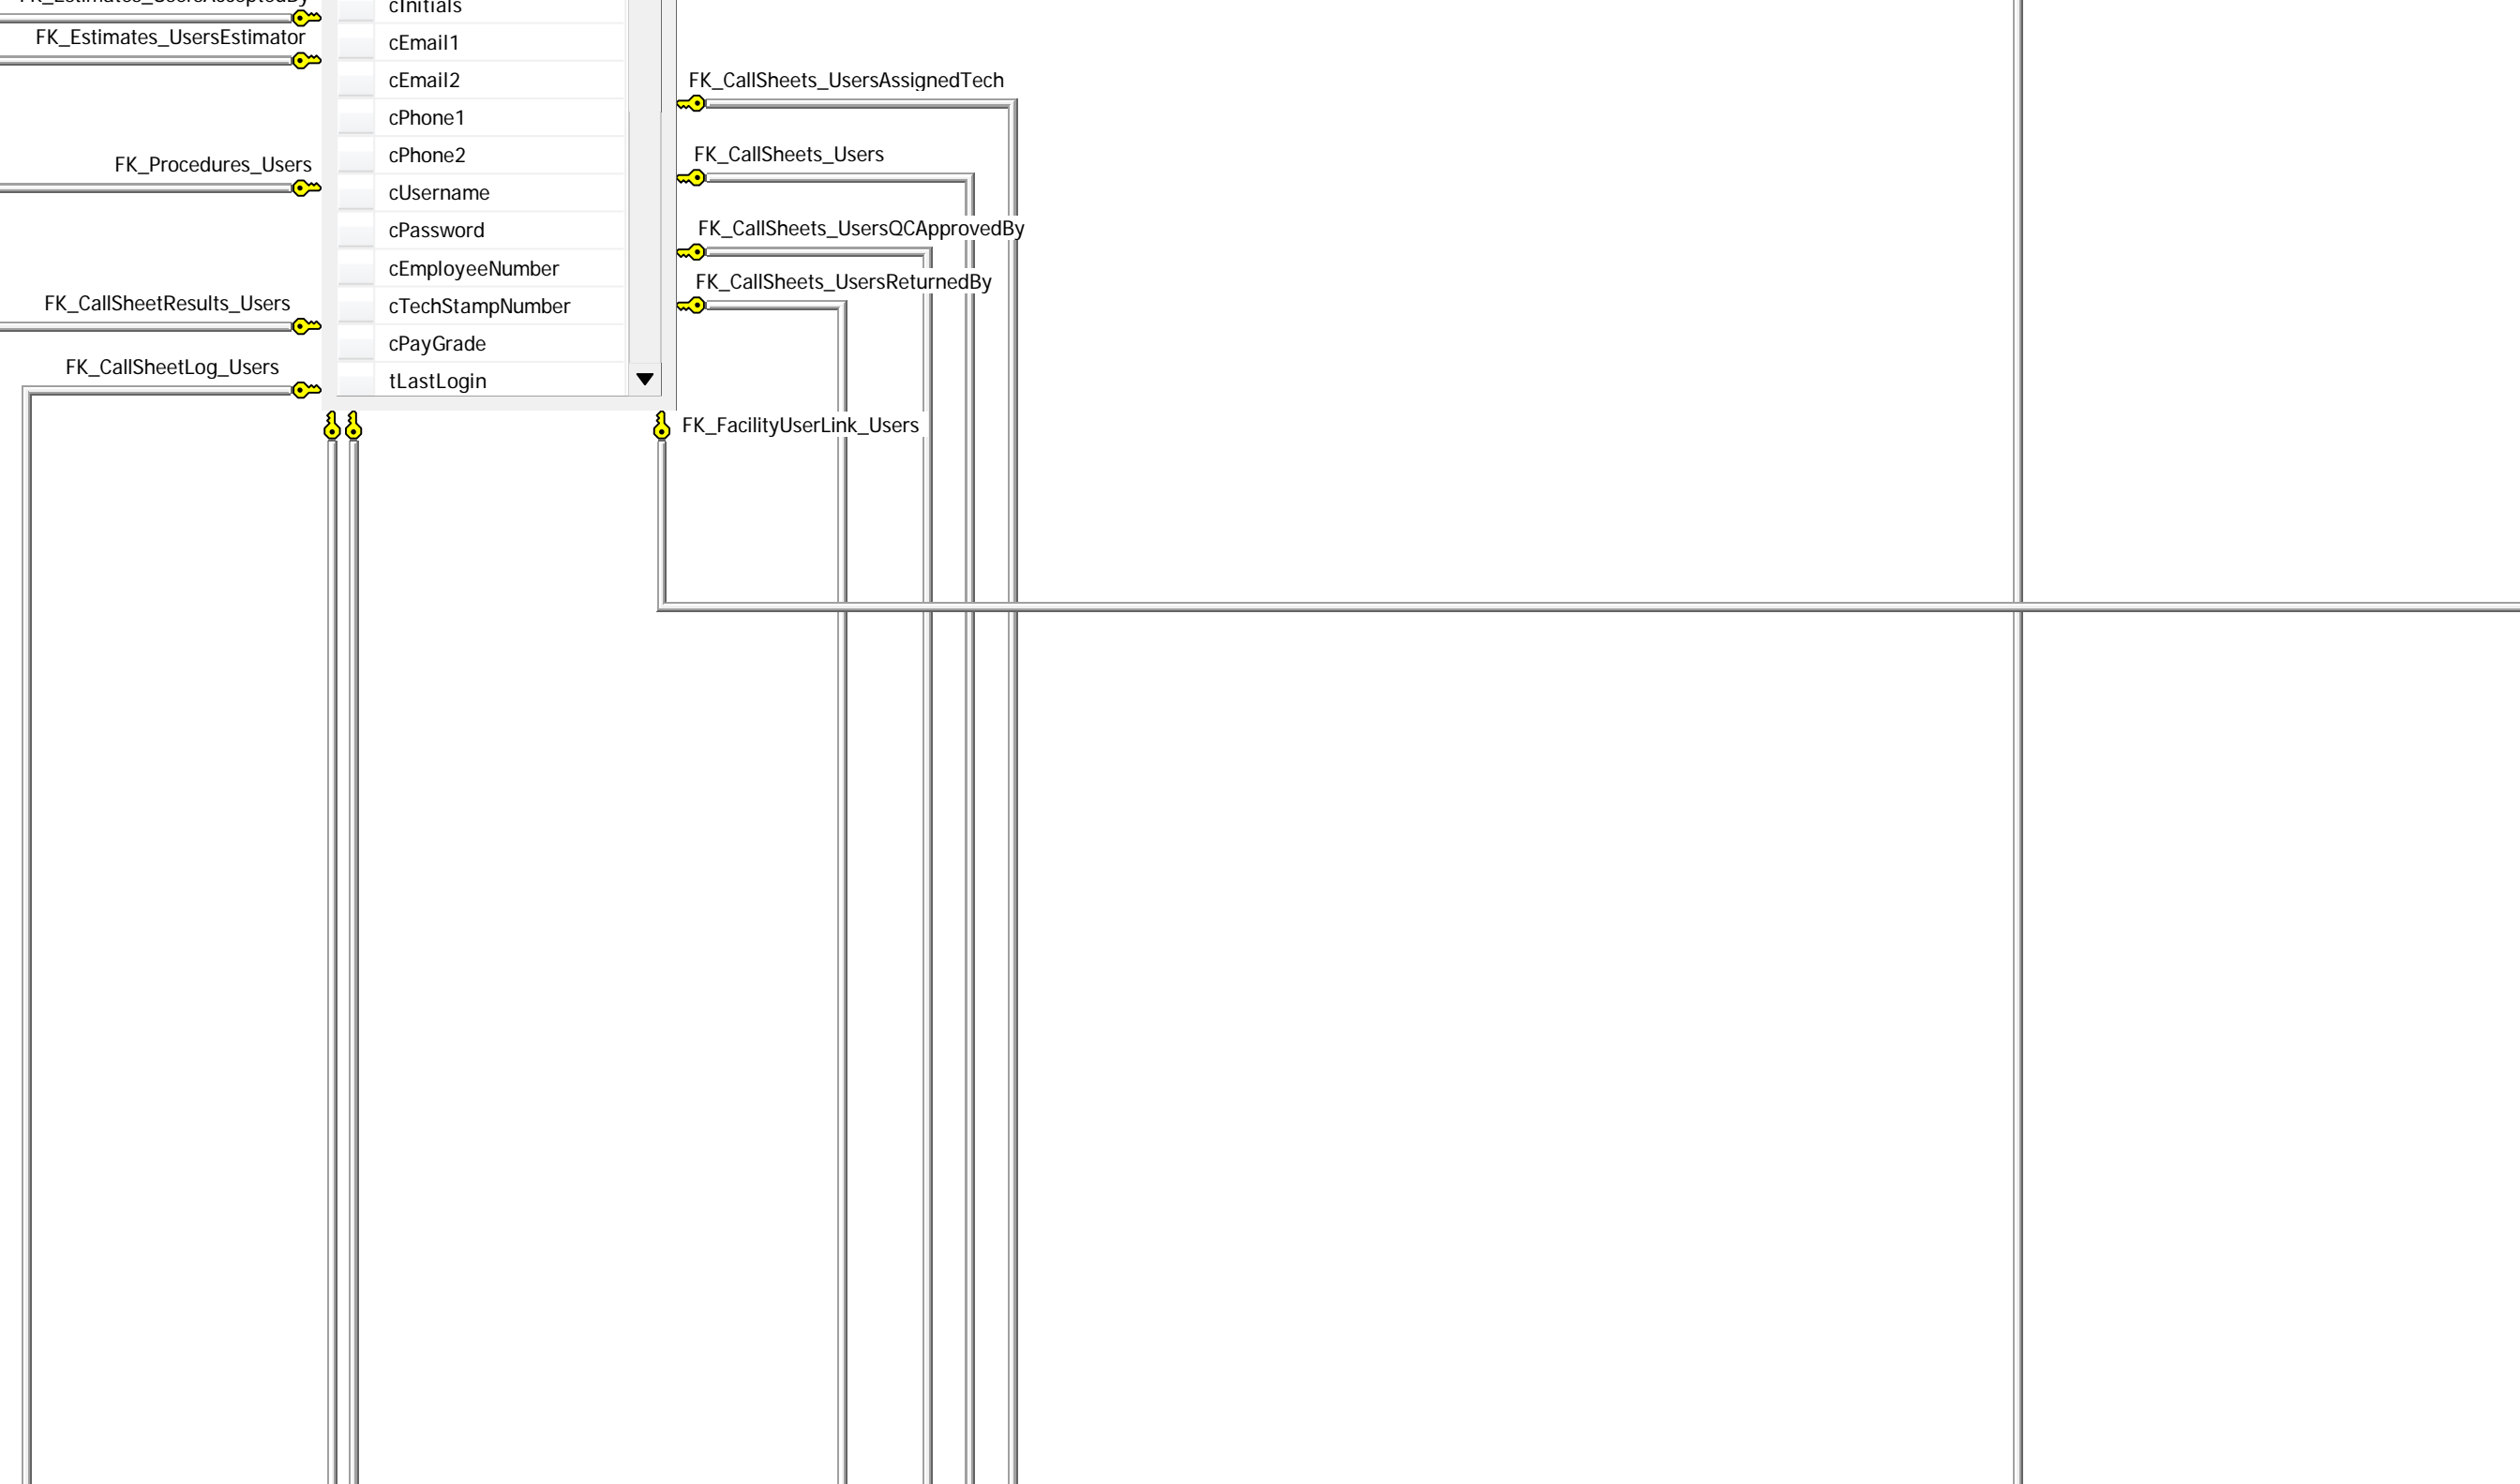 FK_Estimates_UsersAcceptedBy
FK_Estimates_UsersEstimator
FK_Procedures_Users
FK_CallSheetResults_Users
FK_CallSheetLog_Users
cInitials
cEmail1
cEmail2
cPhone1
cPhone2
cUsername
cPassword
cEmployeeNumber
cTechStampNumber
cPayGrade
tLastLogin
FK_CallSheets_UsersAssignedTech
FK_CallSheets_Users
FK_CallSheets_UsersQCApprovedBy
FK_CallSheets_UsersReturnedBy
FK_FacilityUserLink_Users